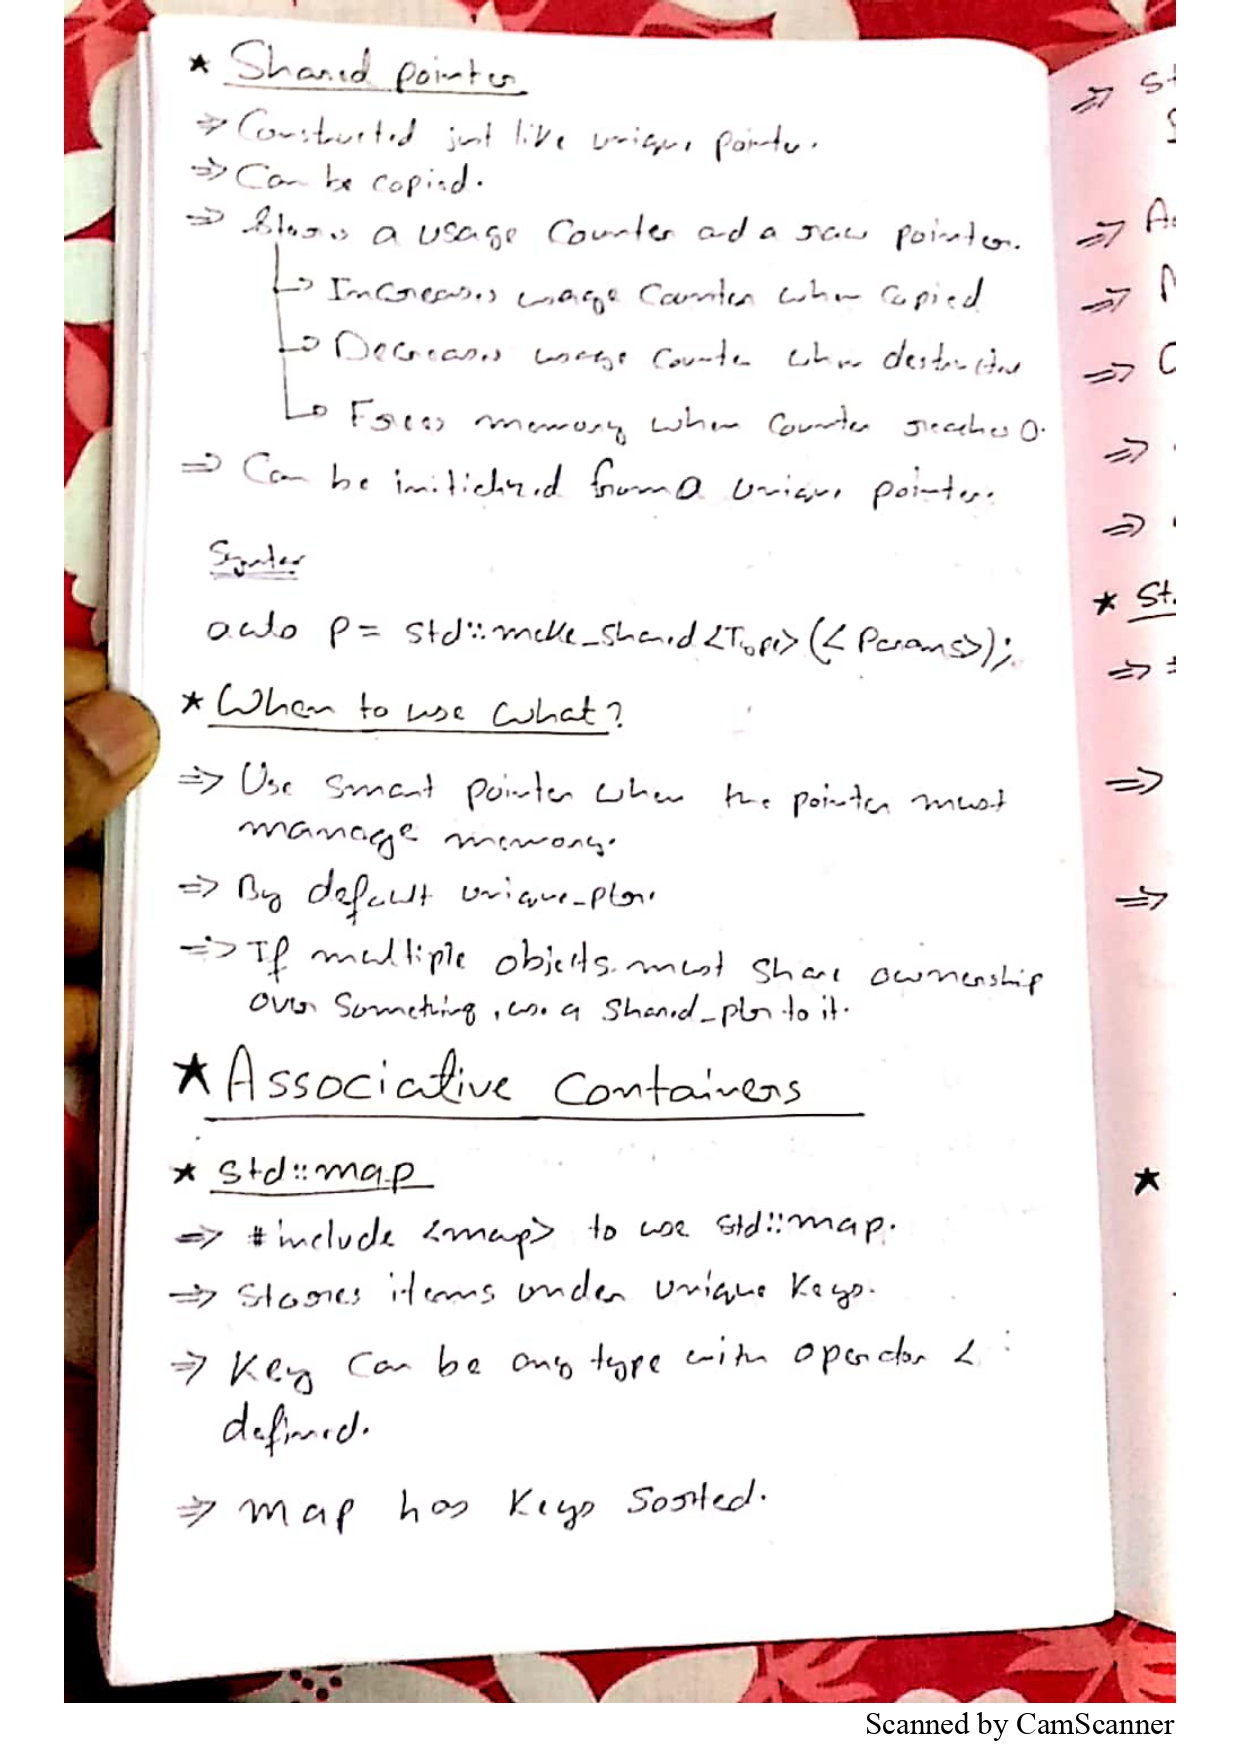 ★ Shared pointer
⇒ Constructed just like unique pointer.
⇒ Can be copied.
⇒ Stores a usage Counter and a raw pointer.
→ Increases usage Counter when Copied
→ Decreases usage counter when destructed
→ Frees memory when Counter reaches 0.
⇒ Can be initialized from a unique pointer.
Syntax
auto p = std::make_shared<Type>(<Params>);
★ When to use what?
⇒ Use smart pointer when the pointer must
manage memory.
⇒ By default unique_ptr.
⇒ If multiple objects must share ownership
over something, use a shared_ptr to it.
★ Associative Containers
★ std::map
⇒ #include <map> to use std::map.
⇒ Stores items under unique keys.
⇒ Key Can be any type with operator <
defined.
⇒ map has keys sorted.
⇒ st
⇒ A
⇒
⇒ C
⇒
⇒
★ St
⇒
⇒
⇒
★
Scanned by CamScanner